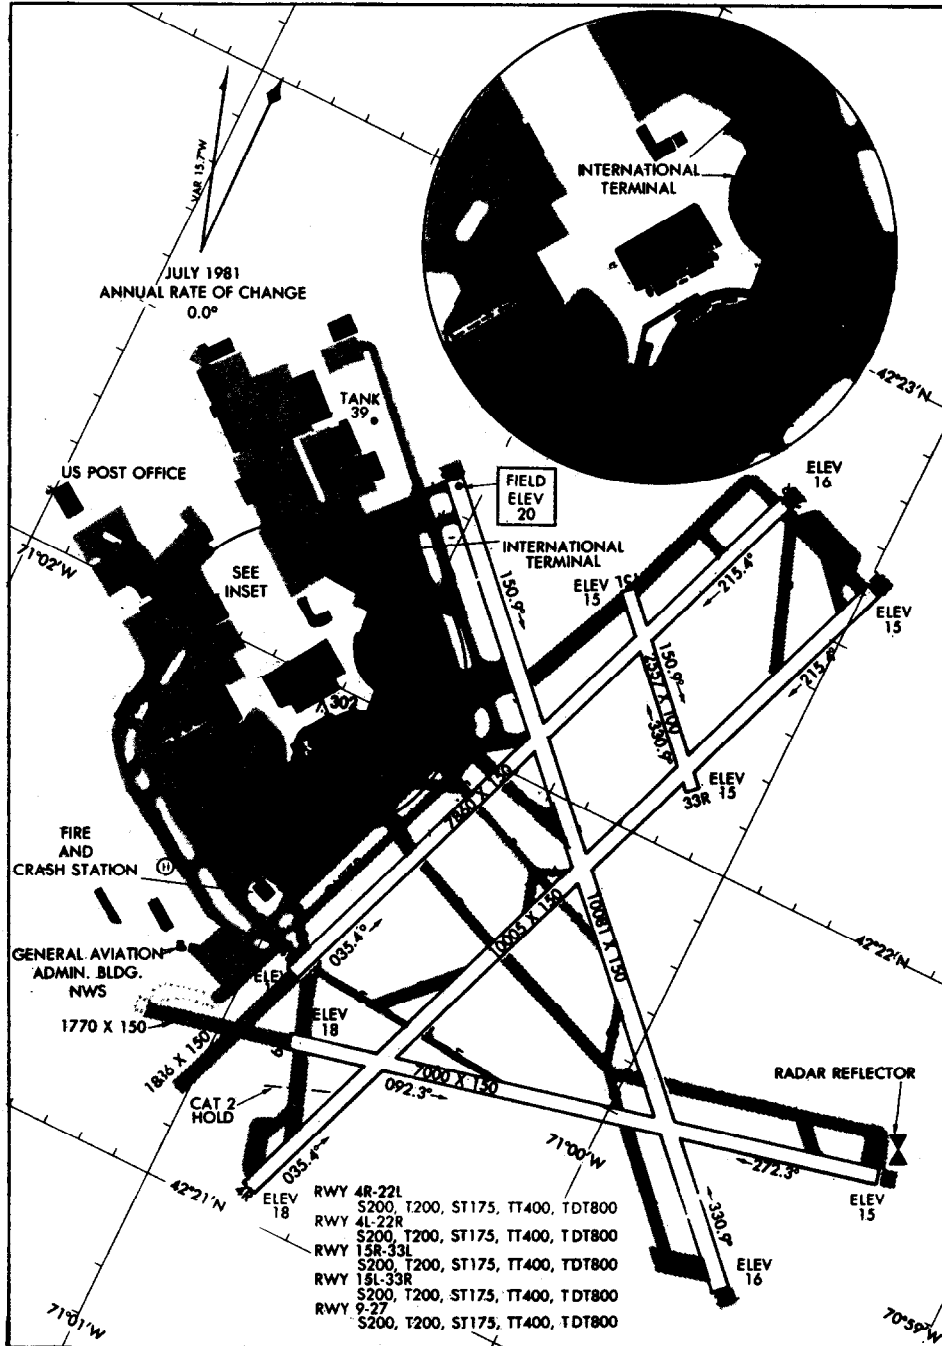 VAR 15.7°W
JULY 1981
ANNUAL RATE OF CHANGE
0.0°
INTERNATIONAL
TERMINAL
42°23'N
TANK
39
US POST OFFICE
FIELD
ELEV
20
ELEV
16
71°02'W
INTERNATIONAL
TERMINAL
SEE
INSET
ELEV
15
15L
215.4°
ELEV
15
150.9°
150.9°
2557 X 100
330.9°
215.4°
302
ELEV
15
33R
7860 X 150
FIRE
AND
CRASH STATION
H
035.4°
10005 X 150
10081 X 150
42°22'N
GENERAL AVIATION
ADMIN. BLDG.
NWS
ELEV
1770 X 150
ELEV
18
1836 X 150
9
7000 X 150
092.3°
RADAR REFLECTOR
CAT 2
HOLD
71°00'W
272.3°
035.4°
4R
42°21'N
ELEV
18
ELEV
15
330.9°
ELEV
16
RWY 4R-22L
S200, T200, ST175, TT400, TDT800
RWY 4L-22R
S200, T200, ST175, TT400, TDT800
RWY 15R-33L
S200, T200, ST175, TT400, TDT800
RWY 15L-33R
S200, T200, ST175, TT400, TDT800
RWY 9-27
S200, T200, ST175, TT400, TDT800
71°01'W
70°59'W